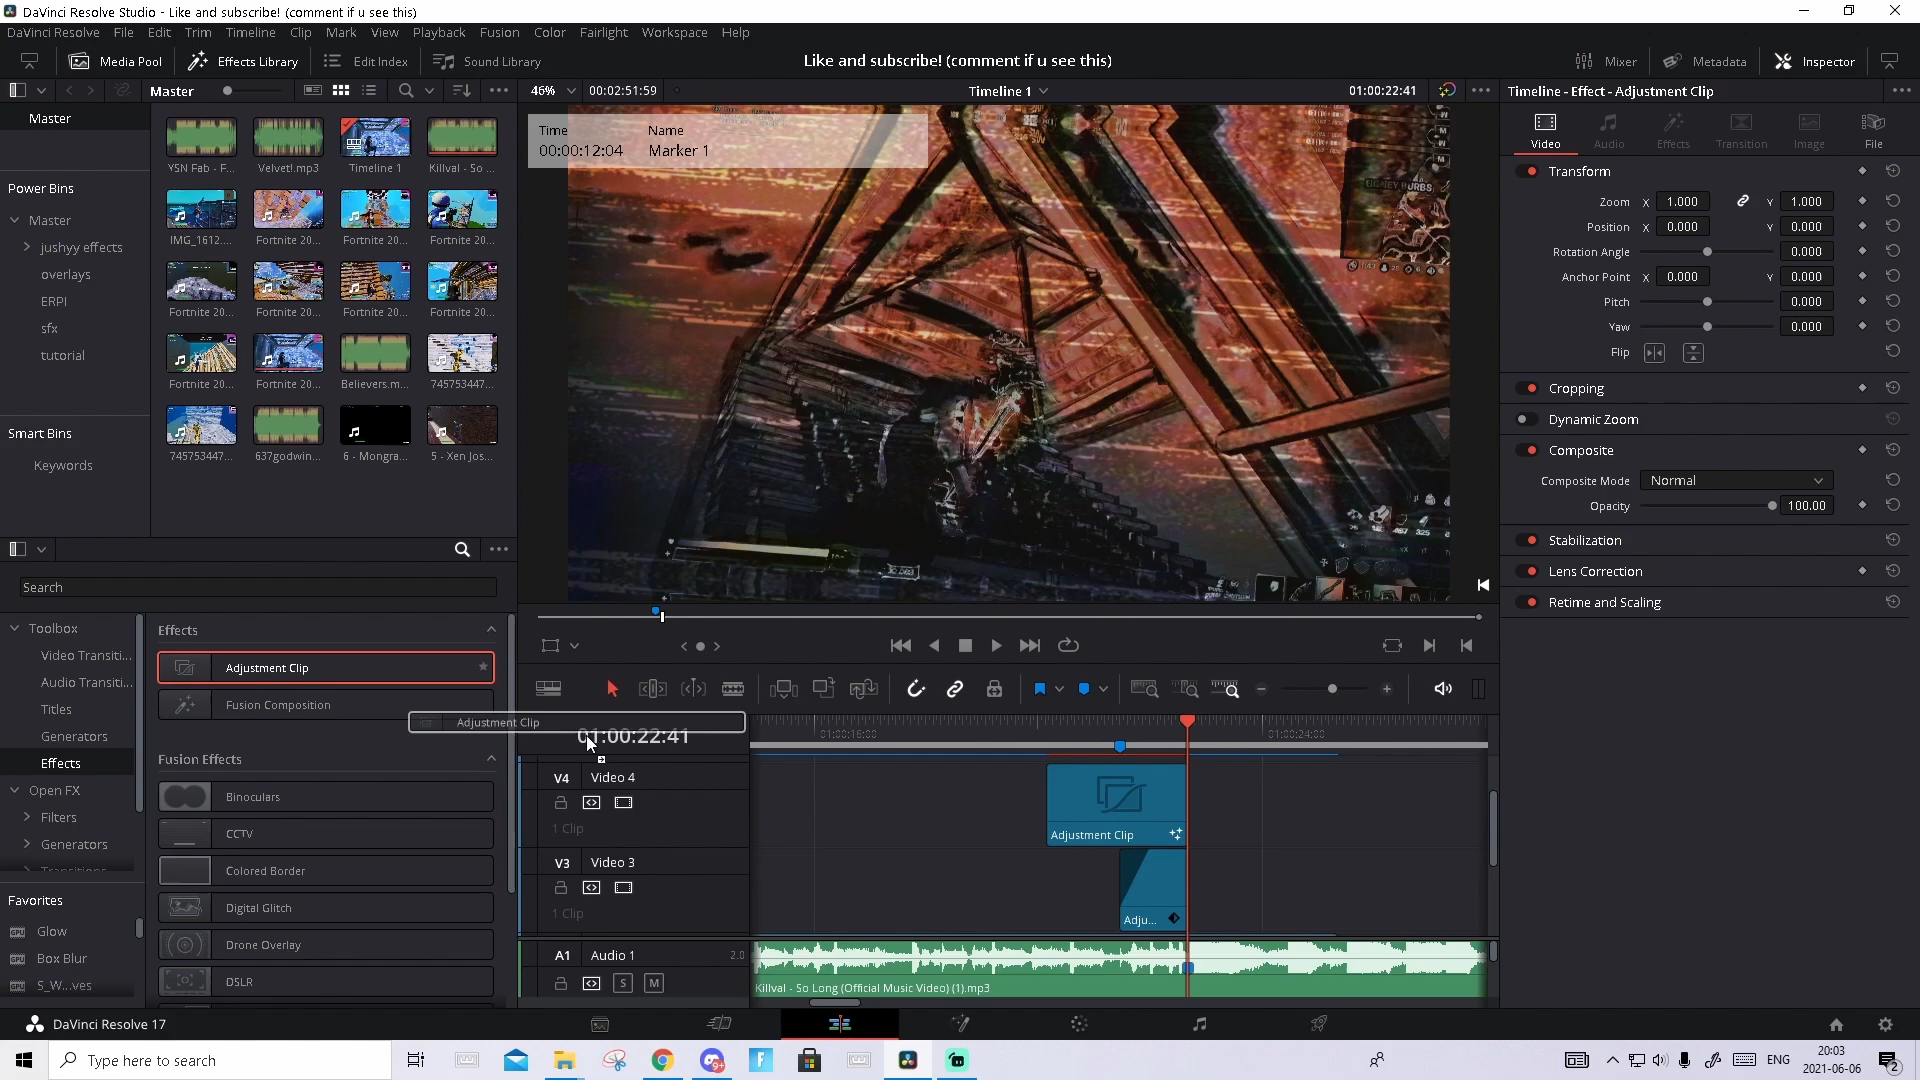 DaVinci Resolve Studio - Like and subscribe! (comment if u see this)
DaVinci Resolve File Edit Trim Timeline Clip Mark View Playback Fusion Color Fairlight Workspace Help
Media Pool Effects Library Edit Index Sound Library Like and subscribe! (comment if u see this) Mixer Metadata Inspector
Master 46% 00:02:51:59 Timeline 1 01:00:22:41 Timeline - Effect - Adjustment Clip
Master
Time Name
00:00:12:04 Marker 1
Video Audio Effects Transition Image File
YSN Fab - F... Velvet!.mp3 Timeline 1 Killval - So ...
Power Bins
Master
jushyy effects
overlays
ERPI
sfx
tutorial
Smart Bins
Keywords
IMG_1612.... Fortnite 20... Fortnite 20... Fortnite 20...
Fortnite 20... Fortnite 20... Fortnite 20... Fortnite 20...
Fortnite 20... Fortnite 20... Believers.m... 745753447...
745753447... 637godwin... 6 - Mongra... 5 - Xen Jos...
Transform
Zoom X 1.000 Y 1.000
Position X 0.000 Y 0.000
Rotation Angle 0.000
Anchor Point X 0.000 Y 0.000
Pitch 0.000
Yaw 0.000
Flip
Cropping
Dynamic Zoom
Composite
Composite Mode Normal
Opacity 100.00
Stabilization
Lens Correction
Retime and Scaling
Search
Toolbox
Video Transiti...
Audio Transiti...
Titles
Generators
Effects
Open FX
Filters
Generators
Transitions
Favorites
Glow
Box Blur
S_W...ves
Effects
Adjustment Clip
Fusion Composition
Adjustment Clip
Fusion Effects
Binoculars
CCTV
Colored Border
Digital Glitch
Drone Overlay
DSLR
01:00:22:41 01:00:16:00 01:00:24:00
V4 Video 4
1 Clip
Adjustment Clip
V3 Video 3
1 Clip
Adju...
A1 Audio 1 2.0
S M
Killval - So Long (Official Music Video) (1).mp3
DaVinci Resolve 17
Type here to search
9+
ENG
20:03
2021-06-06
2